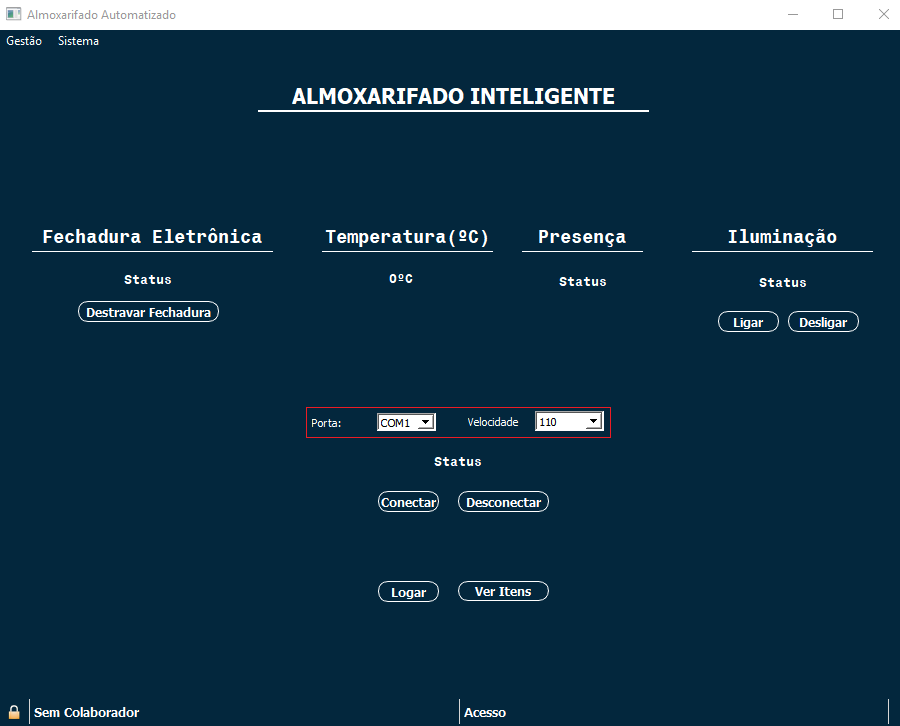 Almoxarifado Automatizado
Gestão Sistema
ALMOXARIFADO INTELIGENTE
Fechadura Eletrônica Temperatura(ºC) Presença Iluminação
Status 0ºC Status Status
Destravar Fechadura Ligar Desligar
Porta: COM1 Velocidade 110
Status
Conectar Desconectar
Logar Ver Itens
Sem Colaborador Acesso